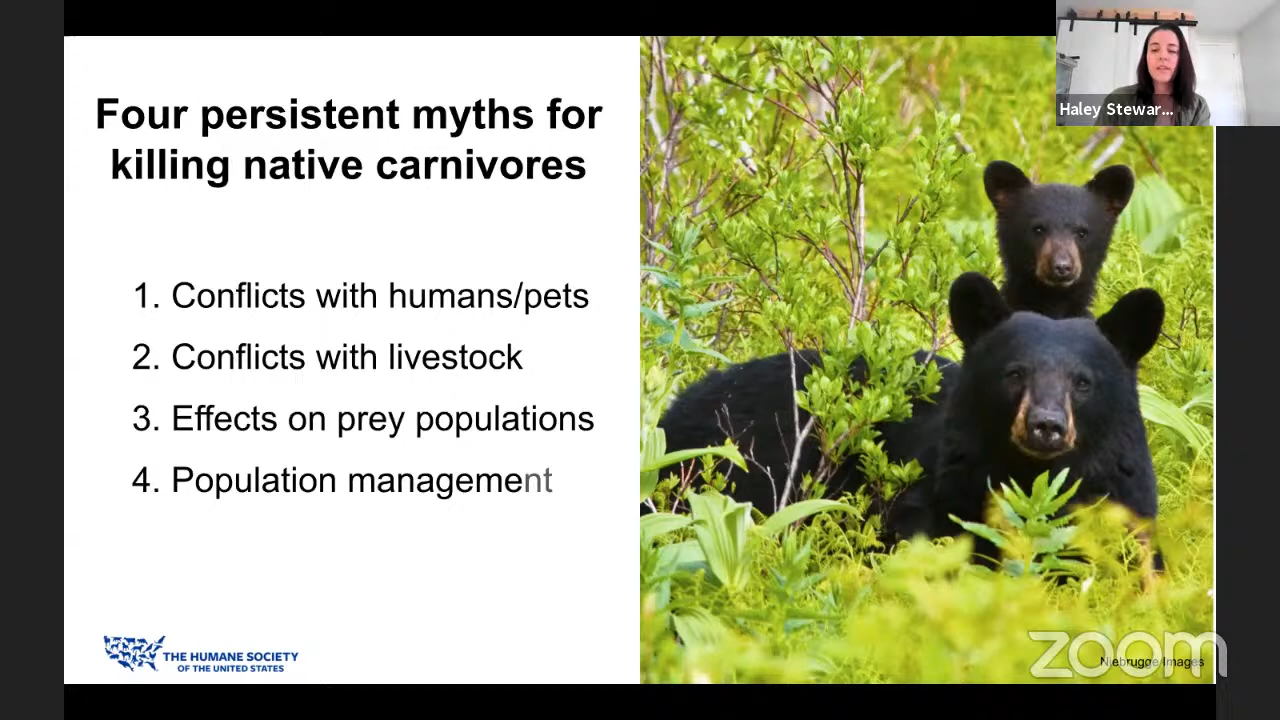 Four persistent myths for
killing native carnivores
1. Conflicts with humans/pets
2. Conflicts with livestock
3. Effects on prey populations
4. Population management
THE HUMANE SOCIETY
OF THE UNITED STATES
Haley Stewar...
Niebrugge Images
zoom